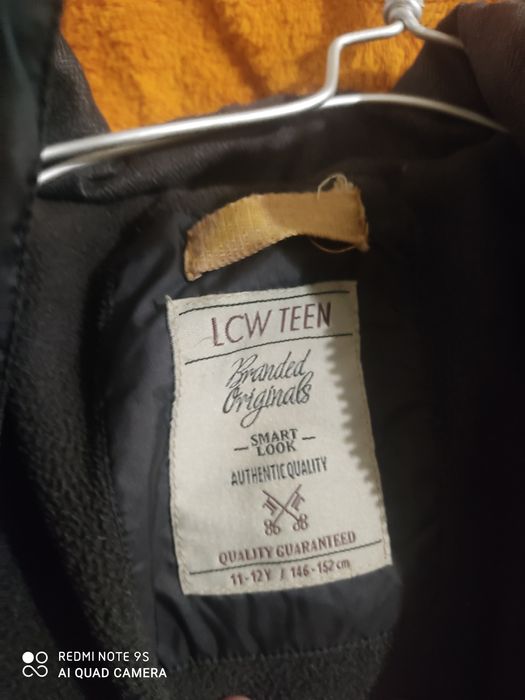 LCW TEEN
Branded
Originals
SMART
LOOK
AUTHENTIC QUALITY
QUALITY GUARANTEED
11-12Y / 146-152 cm
REDMI NOTE 9S
AI QUAD CAMERA